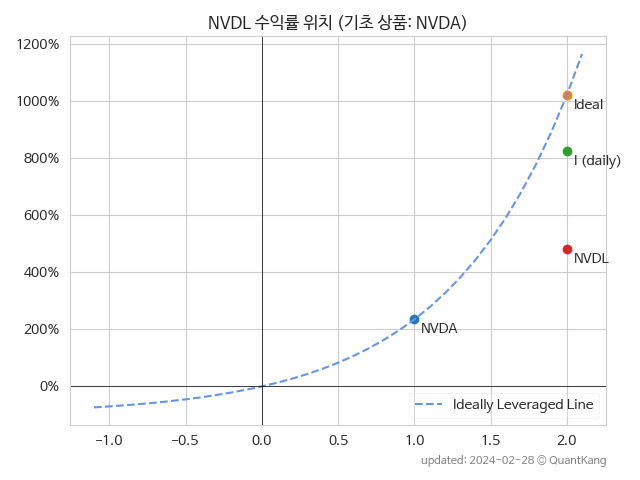 NVDL 수익률 위치 (기초 상품: NVDA)
1200%
1000%
800%
600%
400%
200%
0%
Ideal
I (daily)
NVDL
NVDA
Ideally Leveraged Line
−1.0 −0.5 0.0 0.5 1.0 1.5 2.0
updated: 2024-02-28 © QuantKang